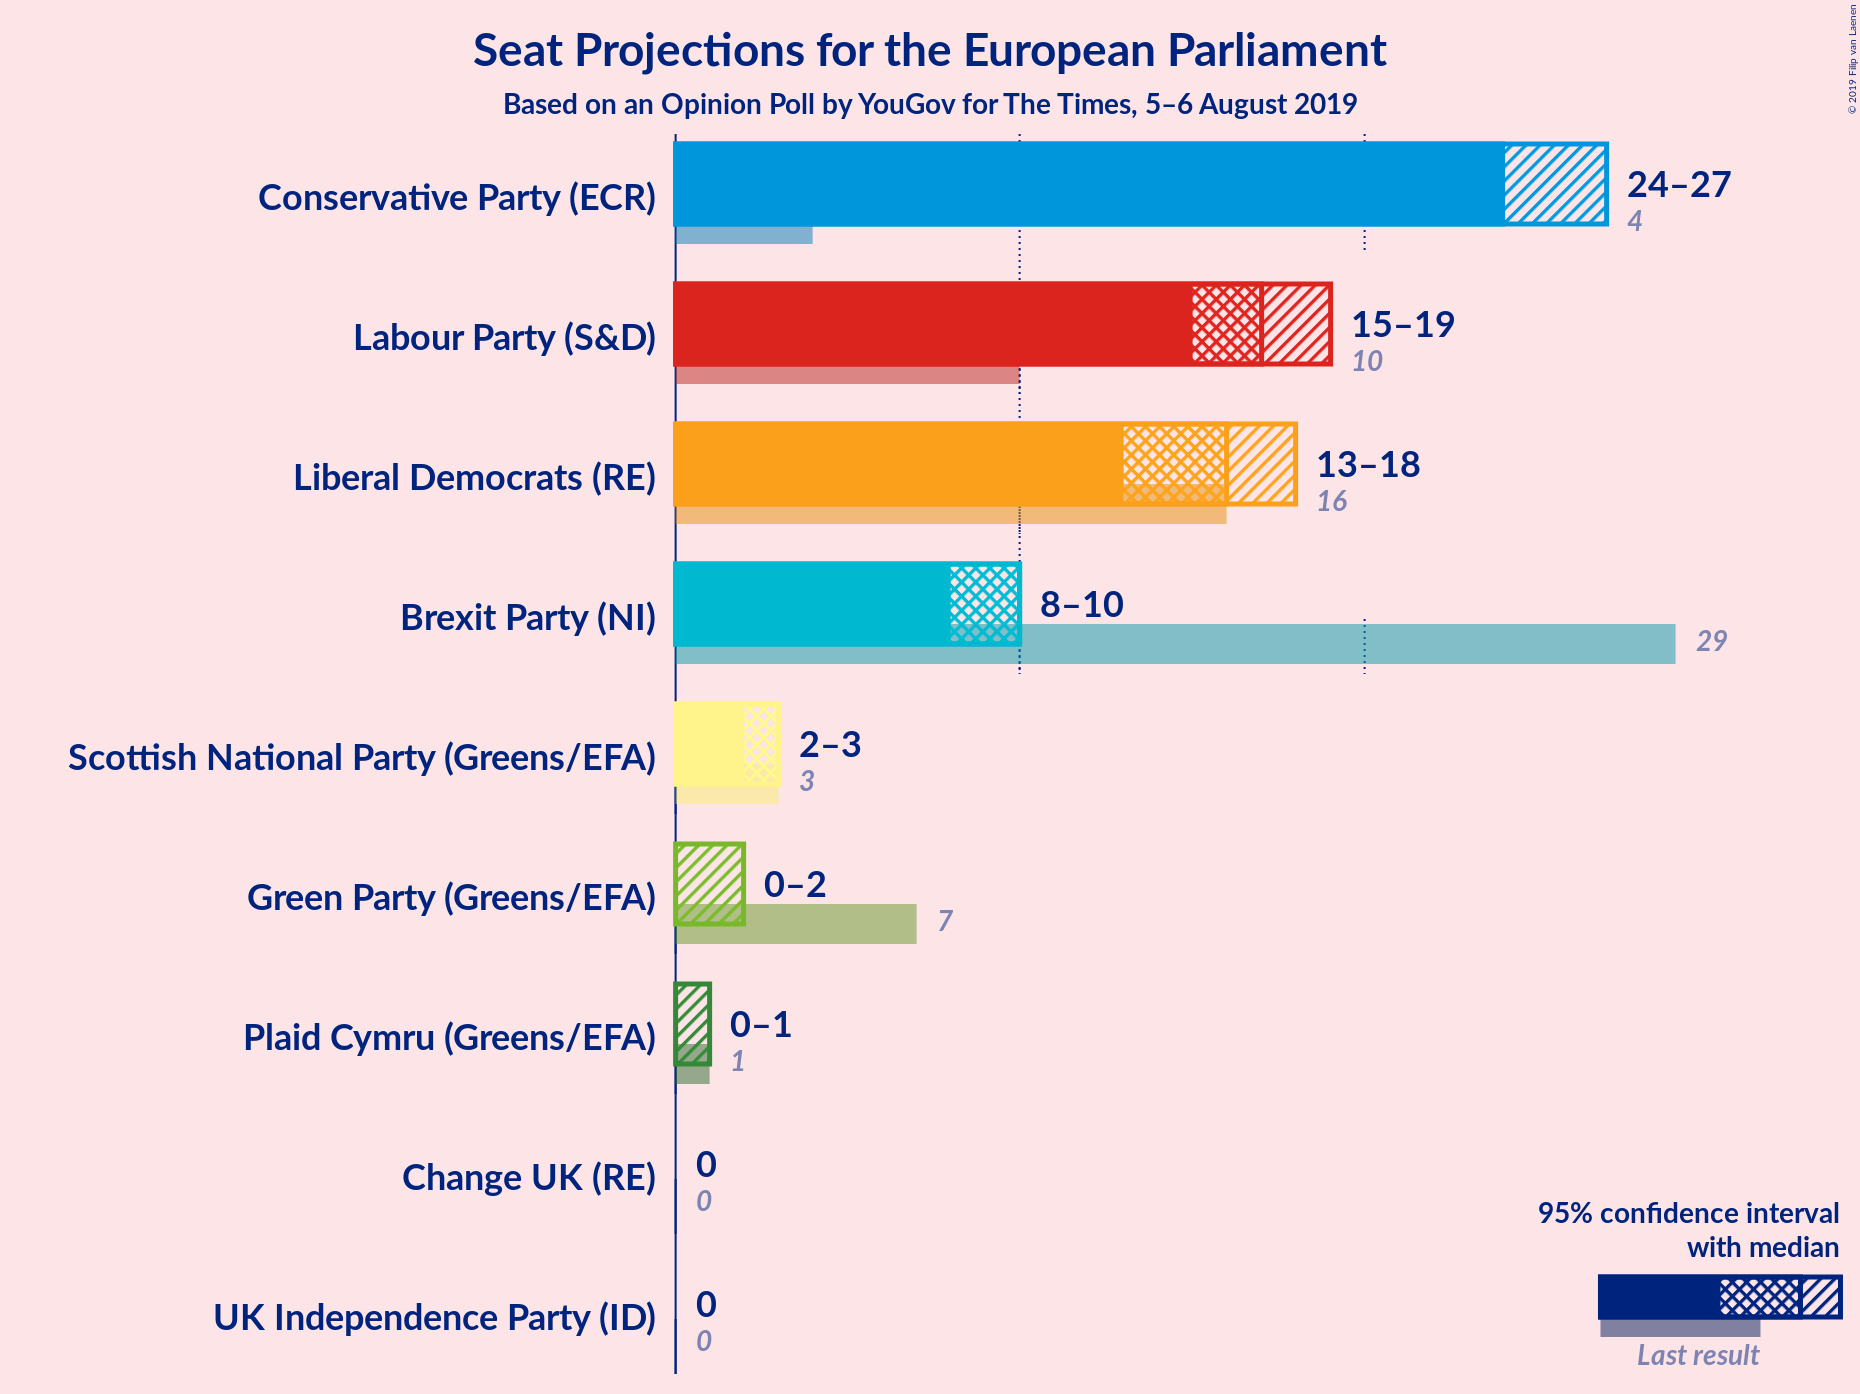 Seat Projections for the European Parliament
Based on an Opinion Poll by YouGov for The Times, 5–6 August 2019
© 2019 Filip van Laenen
Conservative Party (ECR)
24–27
4
Labour Party (S&D)
15–19
10
Liberal Democrats (RE)
13–18
16
Brexit Party (NI)
8–10
29
Scottish National Party (Greens/EFA)
2–3
3
Green Party (Greens/EFA)
0–2
7
Plaid Cymru (Greens/EFA)
0–1
1
Change UK (RE)
0
0
UK Independence Party (ID)
0
0
95% confidence interval
with median
Last result